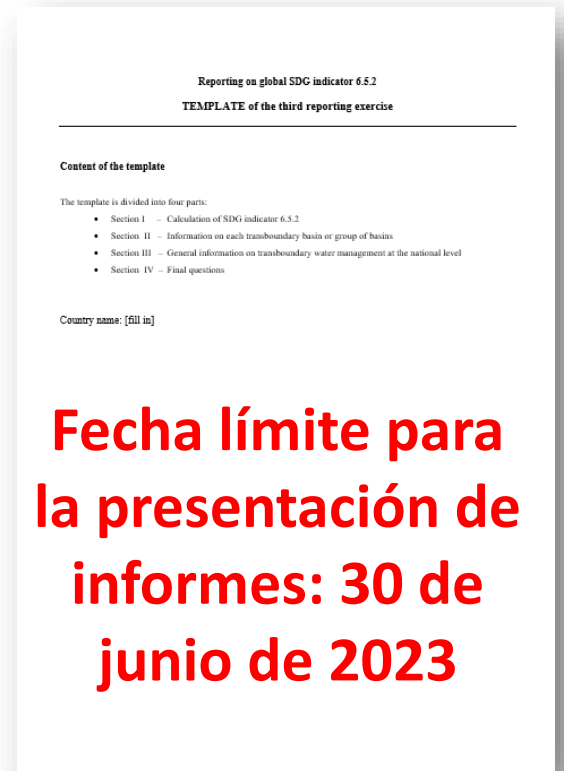 Reporting on global SDG indicator 6.5.2
TEMPLATE of the third reporting exercise
Content of the template
The template is divided into four parts:
▪ Section I – Calculation of SDG indicator 6.5.2
▪ Section II – Information on each transboundary basin or group of basins
▪ Section III – General information on transboundary water management at the national level
▪ Section IV – Final questions
Country name: [fill in]
Fecha límite para
la presentación de
informes: 30 de
junio de 2023